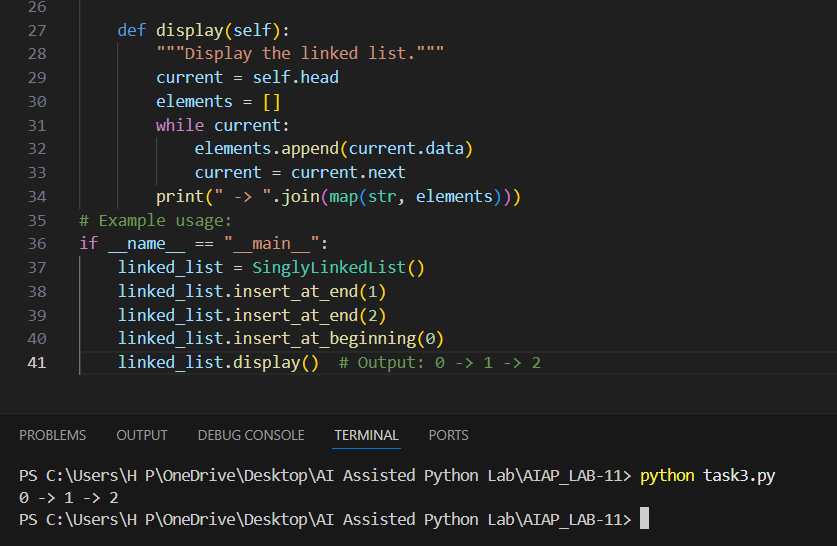 26
27     def display(self):
28         """Display the linked list."""
29         current = self.head
30         elements = []
31         while current:
32             elements.append(current.data)
33             current = current.next
34         print(" -> ".join(map(str, elements)))
35 # Example usage:
36 if __name__ == "__main__":
37     linked_list = SinglyLinkedList()
38     linked_list.insert_at_end(1)
39     linked_list.insert_at_end(2)
40     linked_list.insert_at_beginning(0)
41     linked_list.display()  # Output: 0 -> 1 -> 2
PROBLEMS OUTPUT DEBUG CONSOLE TERMINAL PORTS
PS C:\Users\H P\OneDrive\Desktop\AI Assisted Python Lab\AIAP_LAB-11> python task3.py
0 -> 1 -> 2
PS C:\Users\H P\OneDrive\Desktop\AI Assisted Python Lab\AIAP_LAB-11>